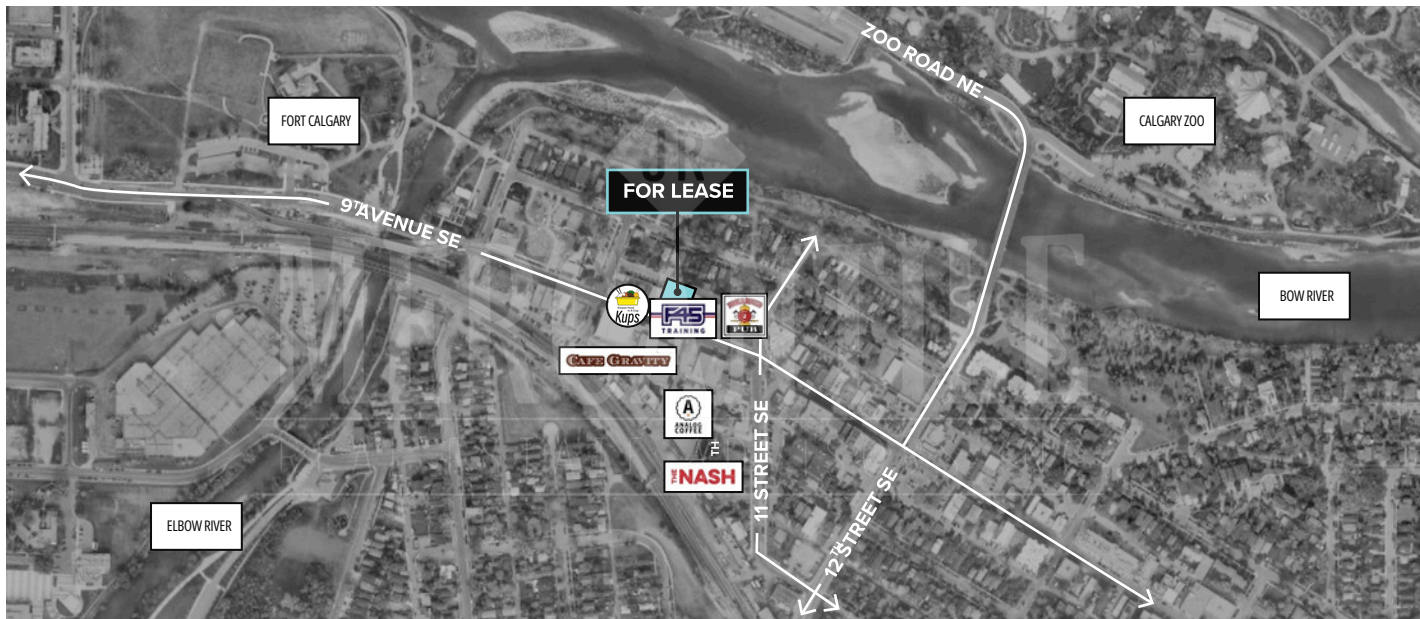 ZOO ROAD NE
FORT CALGARY
CALGARY ZOO
FOR LEASE
9TH AVENUE SE
BOW RIVER
Kups
F45
TRAINING
PUB
CAFE GRAVITY
A
ANALOG
COFFEE
TH
11 STREET SE
THE NASH
12TH STREET SE
ELBOW RIVER